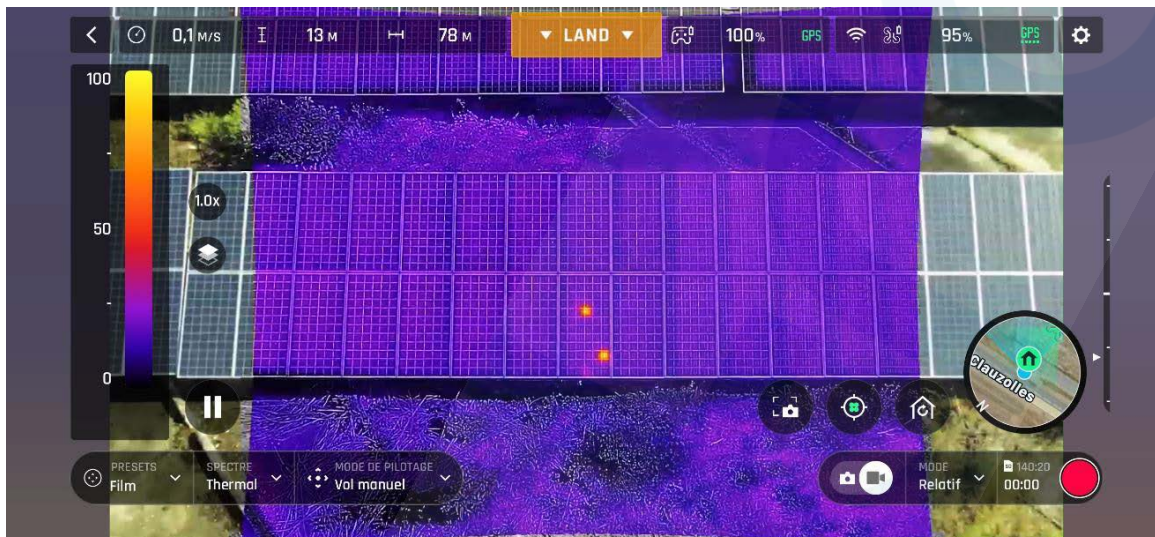 0,1 M/S
13 M
78 M
LAND
100%
GPS
95%
GPS
100
50
0
1.0x
Clauzolles
N
PRESETS
Film
SPECTRE
Thermal
MODE DE PILOTAGE
Vol manuel
MODE
Relatif
140:20
00:00